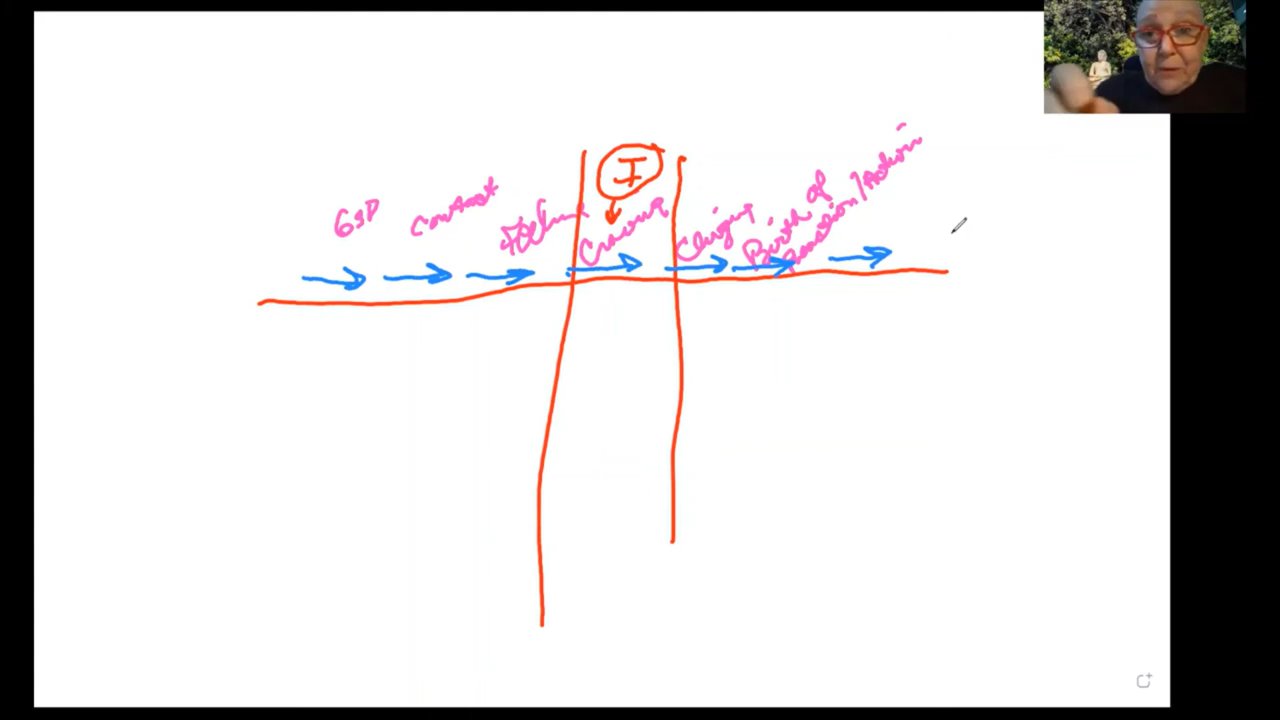 I
6SD
Contact
Feeling
Craving
Clinging
Birth of
Reaction/Action